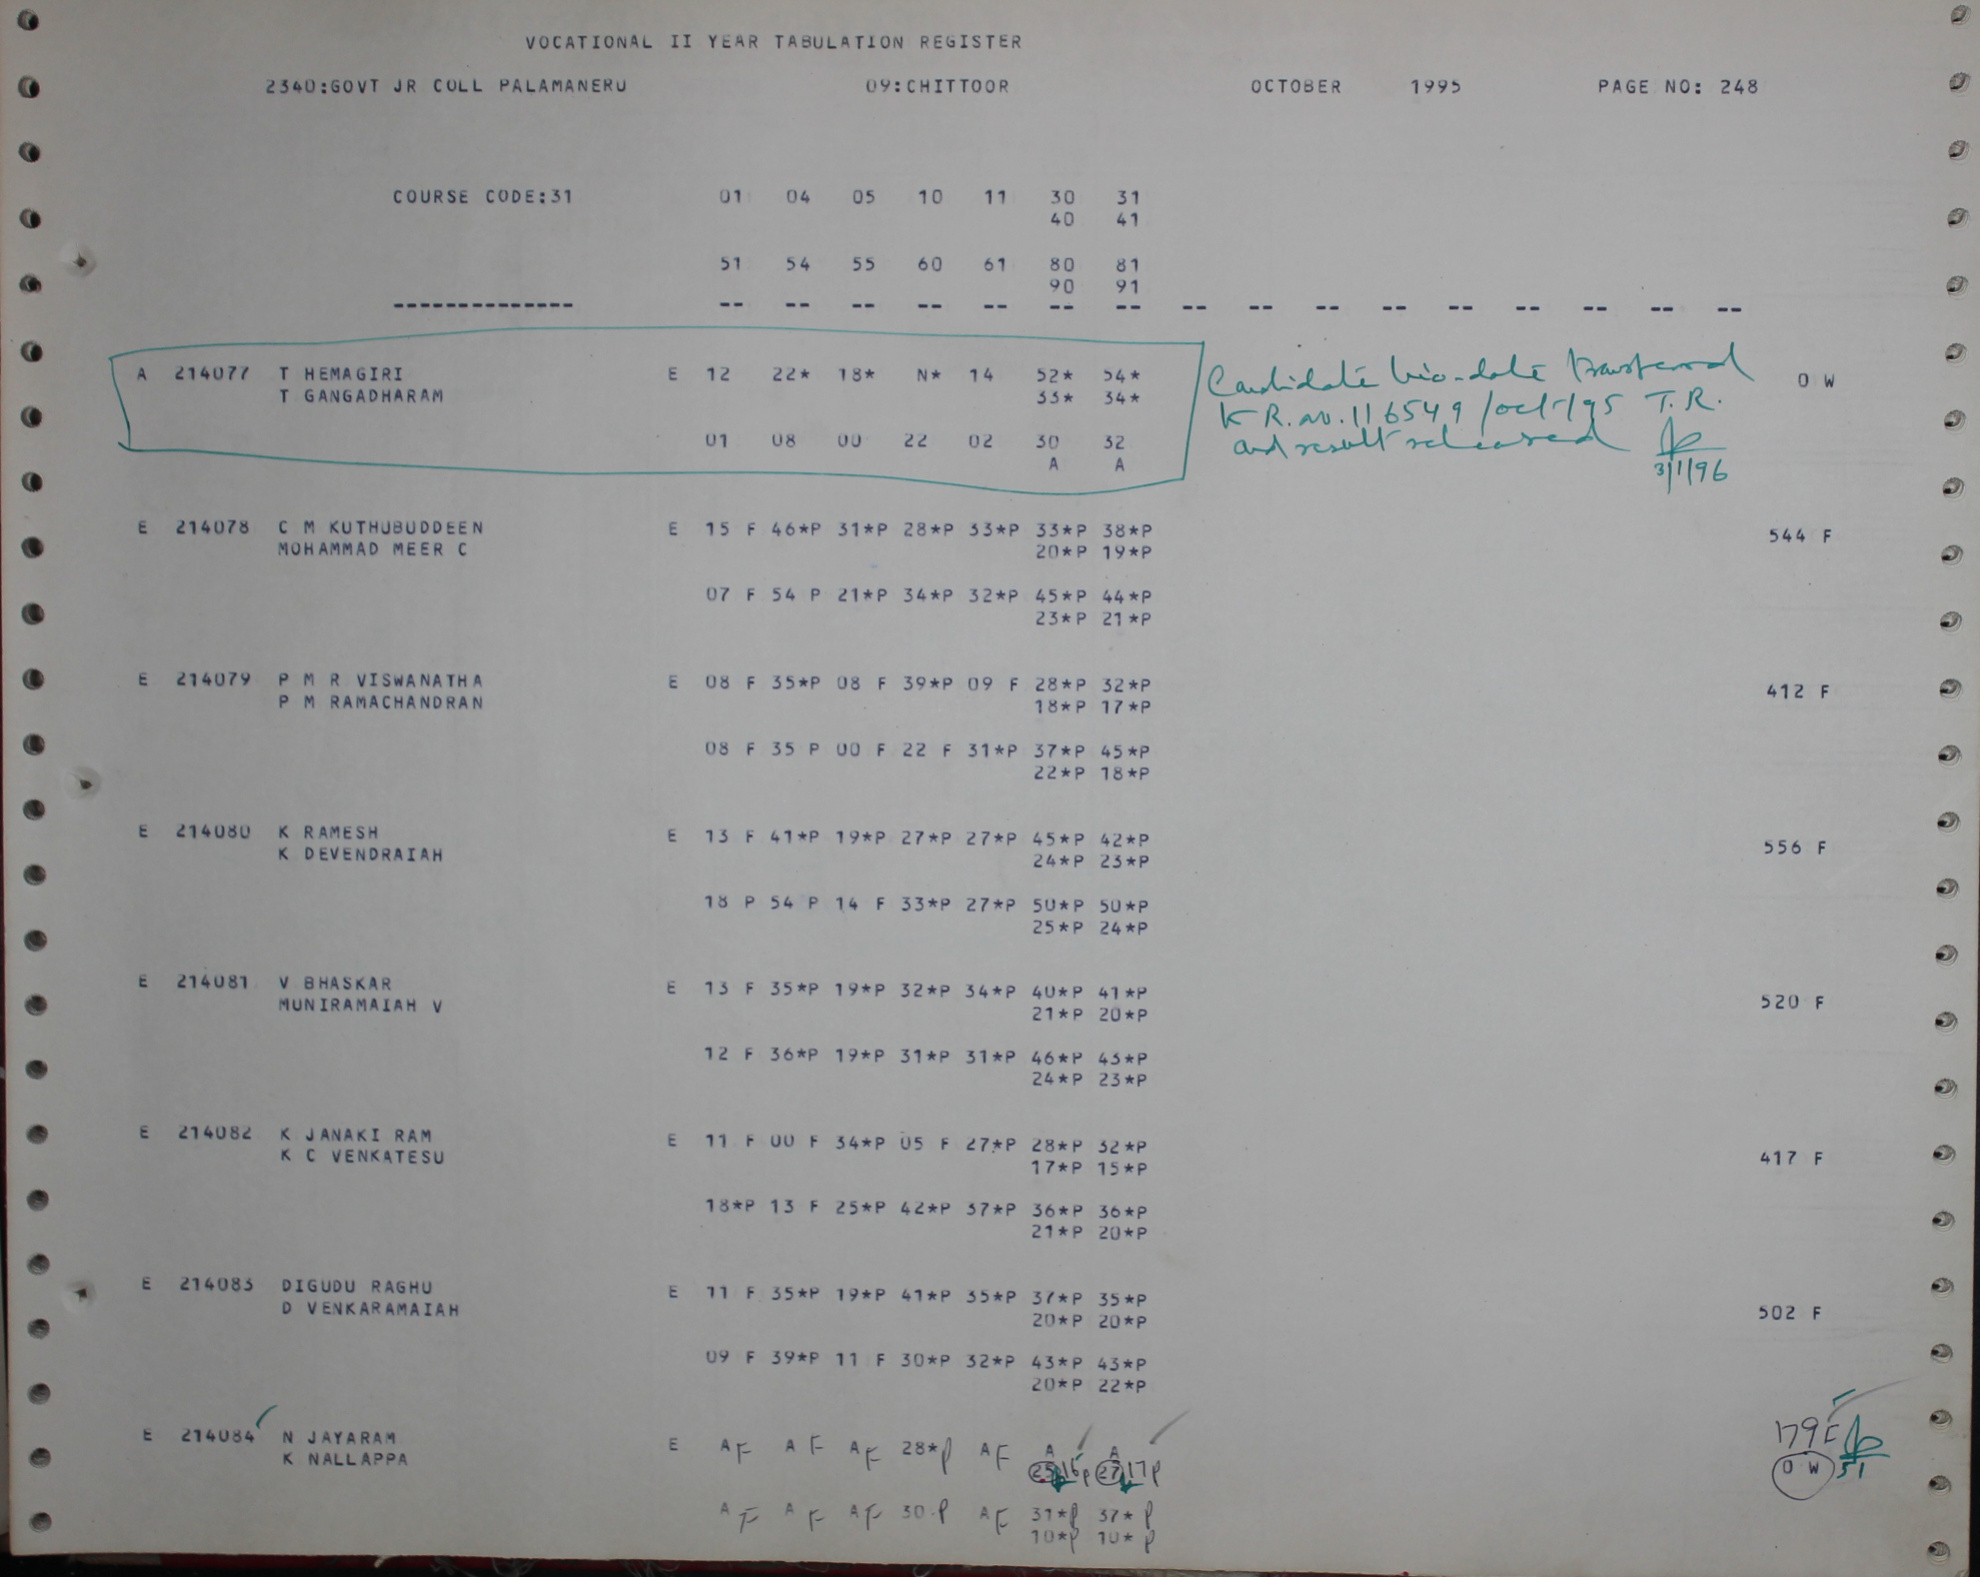 VOCATIONAL II YEAR TABULATION REGISTER
2340:GOVT JR COLL PALAMANERU 09:CHITTOOR OCTOBER 1995 PAGE NO: 248
COURSE CODE:31 01 04 05 10 11 30 31
40 41
51 54 55 60 61 80 81
90 91
-------------- -- -- -- -- -- -- -- -- -- -- -- -- -- -- -- --
A 214077 T HEMAGIRI E 12 22* 18* N* 14 52* 54* 0 W
T GANGADHARAM 33* 34*
01 08 00 22 02 30 32
A A
Candidate bio-data transferred
R.no.116549/oct-/95 T.R.
and result released
3/1/96
E 214078 C M KUTHUBUDDEEN E 15 F 46*P 31*P 28*P 33*P 33*P 38*P 544 F
MOHAMMAD MEER C 20*P 19*P
07 F 54 P 21*P 34*P 32*P 45*P 44*P
23*P 21*P
E 214079 P M R VISWANATHA E 08 F 35*P 08 F 39*P 09 F 28*P 32*P 412 F
P M RAMACHANDRAN 18*P 17*P
08 F 35 P 00 F 22 F 31*P 37*P 45*P
22*P 18*P
E 214080 K RAMESH E 13 F 41*P 19*P 27*P 27*P 45*P 42*P 556 F
K DEVENDRAIAH 24*P 23*P
18 P 54 P 14 F 33*P 27*P 50*P 50*P
25*P 24*P
E 214081 V BHASKAR E 13 F 35*P 19*P 32*P 34*P 40*P 41*P 520 F
MUNIRAMAIAH V 21*P 20*P
12 F 36*P 19*P 31*P 31*P 46*P 43*P
24*P 23*P
E 214082 K JANAKI RAM E 11 F 00 F 34*P 05 F 27*P 28*P 32*P 417 F
K C VENKATESU 17*P 15*P
18*P 13 F 25*P 42*P 37*P 36*P 36*P
21*P 20*P
E 214083 DIGUDU RAGHU E 11 F 35*P 19*P 41*P 35*P 37*P 35*P 502 F
D VENKARAMAIAH 20*P 20*P
09 F 39*P 11 F 30*P 32*P 43*P 43*P
20*P 22*P
E 214084 N JAYARAM E A F A F A F 28*P A F A A 179 F
K NALLAPPA 25 16P 27 17P 0 W
A F A F A F 30 P A F 31*P 37*P
10*P 10*P